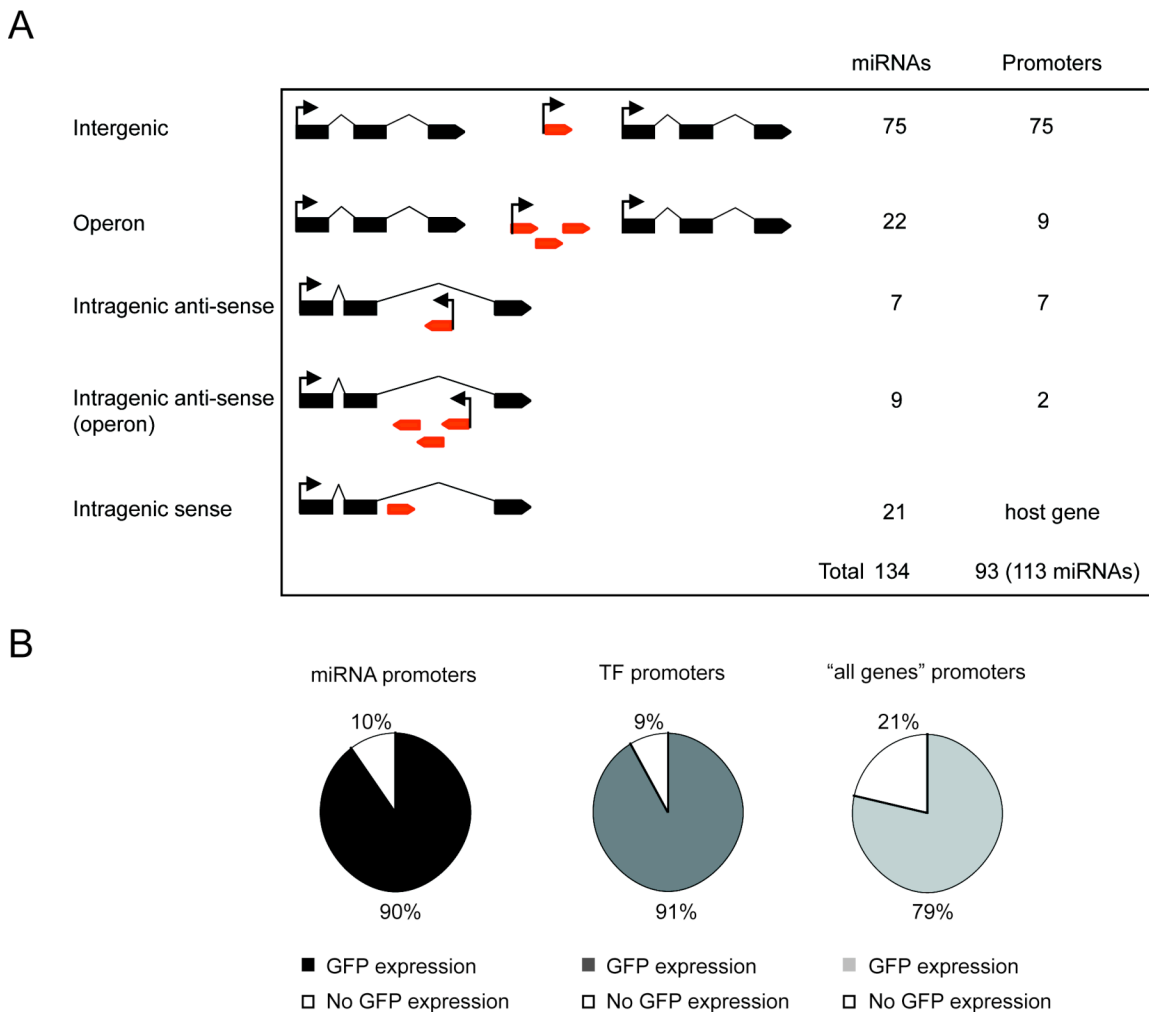 A
miRNAs Promoters
Intergenic 75 75
Operon 22 9
Intragenic anti-sense 7 7
Intragenic anti-sense
(operon) 9 2
Intragenic sense 21 host gene
Total 134 93 (113 miRNAs)
B
miRNA promoters TF promoters “all genes” promoters
10% 9% 21%
90% 91% 79%
GFP expression GFP expression GFP expression
No GFP expression No GFP expression No GFP expression